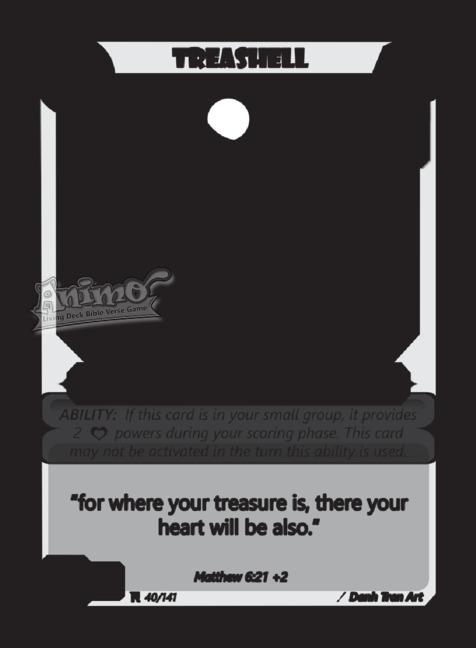 TREASHELL
Animo
Living Deck Bible Verse Game
ABILITY: If this card is in your small group, it provides
2 powers during your scoring phase. This card
may not be activated in the turn this ability is used.
"for where your treasure is, there your
heart will be also."
Matthew 6:21 +2
R 40/141
Danh Tran Art